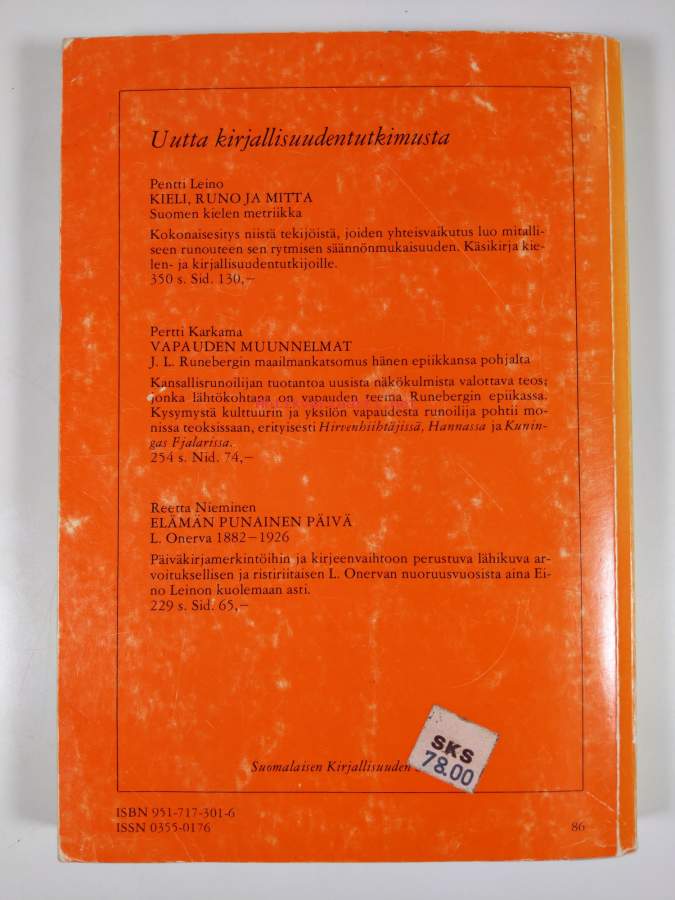 Uutta kirjallisuudentutkimusta
Pentti Leino
KIELI, RUNO JA MITTA
Suomen kielen metriikka
Kokonaisesitys niistä tekijöistä, joiden yhteisvaikutus luo mitalli-
seen runouteen sen rytmisen säännönmukaisuuden. Käsikirja kie-
len- ja kirjallisuudentutkijoille.
350 s. Sid. 130,–
Pertti Karkama
VAPAUDEN MUUNNELMAT
J. L. Runebergin maailmankatsomus hänen epiikkansa pohjalta
Kansallisrunoilijan tuotantoa uusista näkökulmista valottava teos,
jonka lähtökohtana on vapauden teema Runebergin epiikassa.
Kysymystä kulttuurin ja yksilön vapaudesta runoilija pohtii mo-
nissa teoksissaan, erityisesti Hirvenhiihtäjissä, Hannassa ja Kunin-
gas Fjalarissa.
254 s. Nid. 74,–
Reetta Nieminen
ELÄMÄN PUNAINEN PÄIVÄ
L. Onerva 1882–1926
Päiväkirjamerkintöihin ja kirjeenvaihtoon perustuva lähikuva ar-
voituksellisen ja ristiriitaisen L. Onervan nuoruusvuosista aina Ei-
no Leinon kuolemaan asti.
229 s. Sid. 65,–
SKS
78.00
Suomalaisen Kirjallisuuden
ISBN 951-717-301-6
ISSN 0355-0176
86